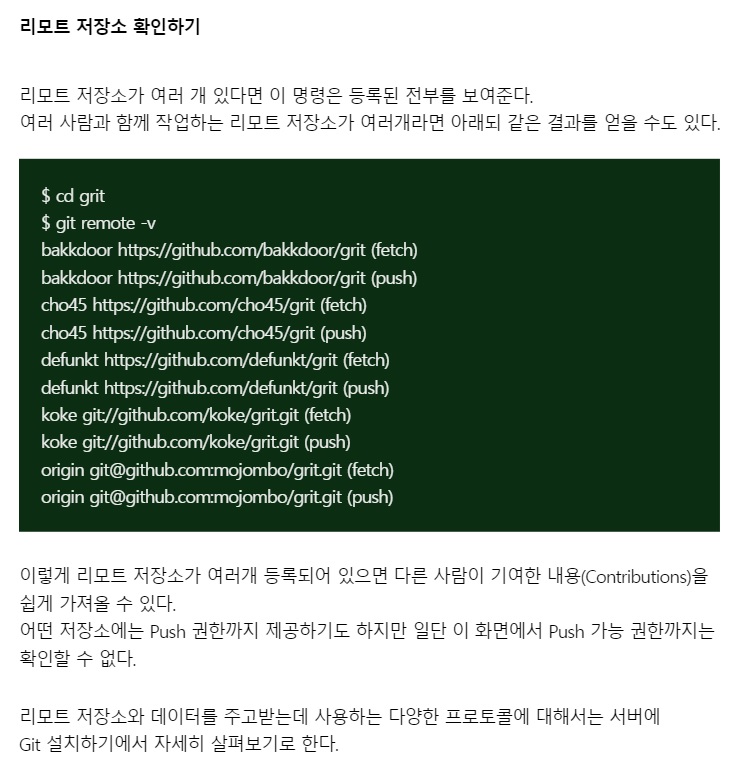 리모트 저장소 확인하기
리모트 저장소가 여러 개 있다면 이 명령은 등록된 전부를 보여준다.
여러 사람과 함께 작업하는 리모트 저장소가 여러개라면 아래되 같은 결과를 얻을 수도 있다.
$ cd grit
$ git remote -v
bakkdoor https://github.com/bakkdoor/grit (fetch)
bakkdoor https://github.com/bakkdoor/grit (push)
cho45 https://github.com/cho45/grit (fetch)
cho45 https://github.com/cho45/grit (push)
defunkt https://github.com/defunkt/grit (fetch)
defunkt https://github.com/defunkt/grit (push)
koke git://github.com/koke/grit.git (fetch)
koke git://github.com/koke/grit.git (push)
origin git@github.com:mojombo/grit.git (fetch)
origin git@github.com:mojombo/grit.git (push)
이렇게 리모트 저장소가 여러개 등록되어 있으면 다른 사람이 기여한 내용(Contributions)을
쉽게 가져올 수 있다.
어떤 저장소에는 Push 권한까지 제공하기도 하지만 일단 이 화면에서 Push 가능 권한까지는
확인할 수 없다.
리모트 저장소와 데이터를 주고받는데 사용하는 다양한 프로토콜에 대해서는 서버에
Git 설치하기에서 자세히 살펴보기로 한다.